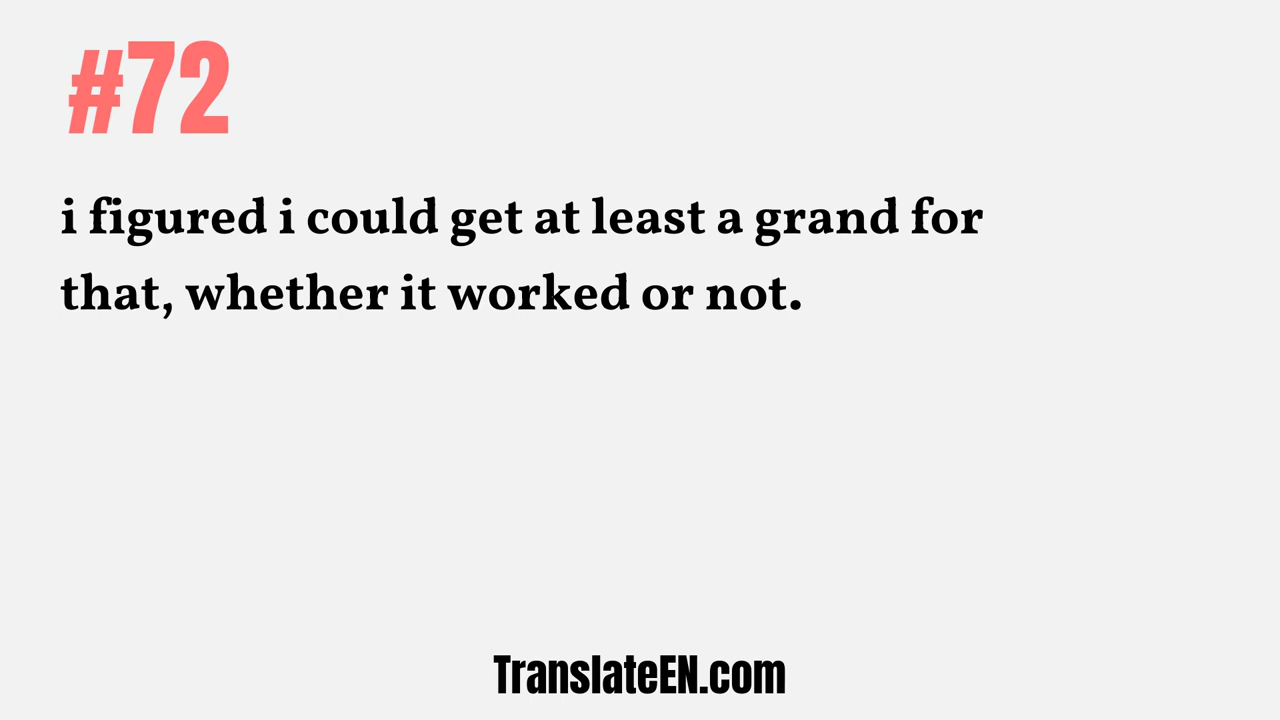 #72
i figured i could get at least a grand for
that, whether it worked or not.
TranslateEN.com